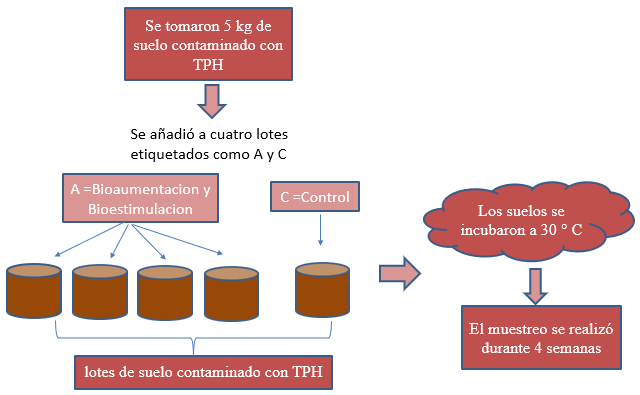 Se tomaron 5 kg de
suelo contaminado con
TPH
Se añadió a cuatro lotes
etiquetados como A y C
A =Bioaumentacion y
Bioestimulacion
C =Control
Los suelos se
incubaron a 30 ° C
El muestreo se realizó
durante 4 semanas
lotes de suelo contaminado con TPH